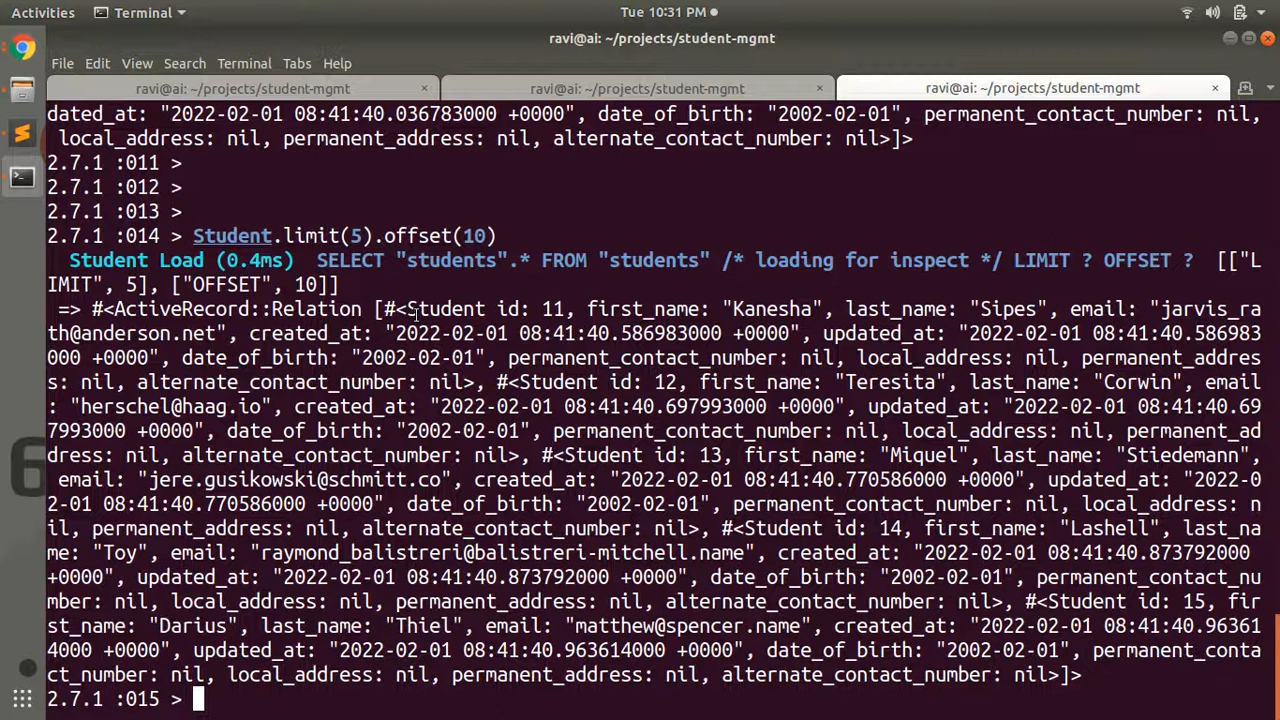 Activities Terminal Tue 10:31 PM
ravi@ai: ~/projects/student-mgmt
File Edit View Search Terminal Tabs Help
ravi@ai: ~/projects/student-mgmt × ravi@ai: ~/projects/student-mgmt × ravi@ai: ~/projects/student-mgmt ×
dated_at: "2022-02-01 08:41:40.036783000 +0000", date_of_birth: "2002-02-01", permanent_contact_number: nil,
local_address: nil, permanent_address: nil, alternate_contact_number: nil>]>
2.7.1 :011 >
2.7.1 :012 >
2.7.1 :013 >
2.7.1 :014 > Student.limit(5).offset(10)
Student Load (0.4ms) SELECT "students".* FROM "students" /* loading for inspect */ LIMIT ? OFFSET ? [["L
IMIT", 5], ["OFFSET", 10]]
=> #<ActiveRecord::Relation [#<Student id: 11, first_name: "Kanesha", last_name: "Sipes", email: "jarvis_ra
th@anderson.net", created_at: "2022-02-01 08:41:40.586983000 +0000", updated_at: "2022-02-01 08:41:40.586983
000 +0000", date_of_birth: "2002-02-01", permanent_contact_number: nil, local_address: nil, permanent_addres
s: nil, alternate_contact_number: nil>, #<Student id: 12, first_name: "Teresita", last_name: "Corwin", email
: "herschel@haag.io", created_at: "2022-02-01 08:41:40.697993000 +0000", updated_at: "2022-02-01 08:41:40.69
7993000 +0000", date_of_birth: "2002-02-01", permanent_contact_number: nil, local_address: nil, permanent_ad
dress: nil, alternate_contact_number: nil>, #<Student id: 13, first_name: "Miquel", last_name: "Stiedemann",
email: "jere.gusikowski@schmitt.co", created_at: "2022-02-01 08:41:40.770586000 +0000", updated_at: "2022-0
2-01 08:41:40.770586000 +0000", date_of_birth: "2002-02-01", permanent_contact_number: nil, local_address: n
il, permanent_address: nil, alternate_contact_number: nil>, #<Student id: 14, first_name: "Lashell", last_na
me: "Toy", email: "raymond_balistreri@balistreri-mitchell.name", created_at: "2022-02-01 08:41:40.873792000
+0000", updated_at: "2022-02-01 08:41:40.873792000 +0000", date_of_birth: "2002-02-01", permanent_contact_nu
mber: nil, local_address: nil, permanent_address: nil, alternate_contact_number: nil>, #<Student id: 15, fir
st_name: "Darius", last_name: "Thiel", email: "matthew@spencer.name", created_at: "2022-02-01 08:41:40.96361
4000 +0000", updated_at: "2022-02-01 08:41:40.963614000 +0000", date_of_birth: "2002-02-01", permanent_conta
ct_number: nil, local_address: nil, permanent_address: nil, alternate_contact_number: nil>]>
2.7.1 :015 >